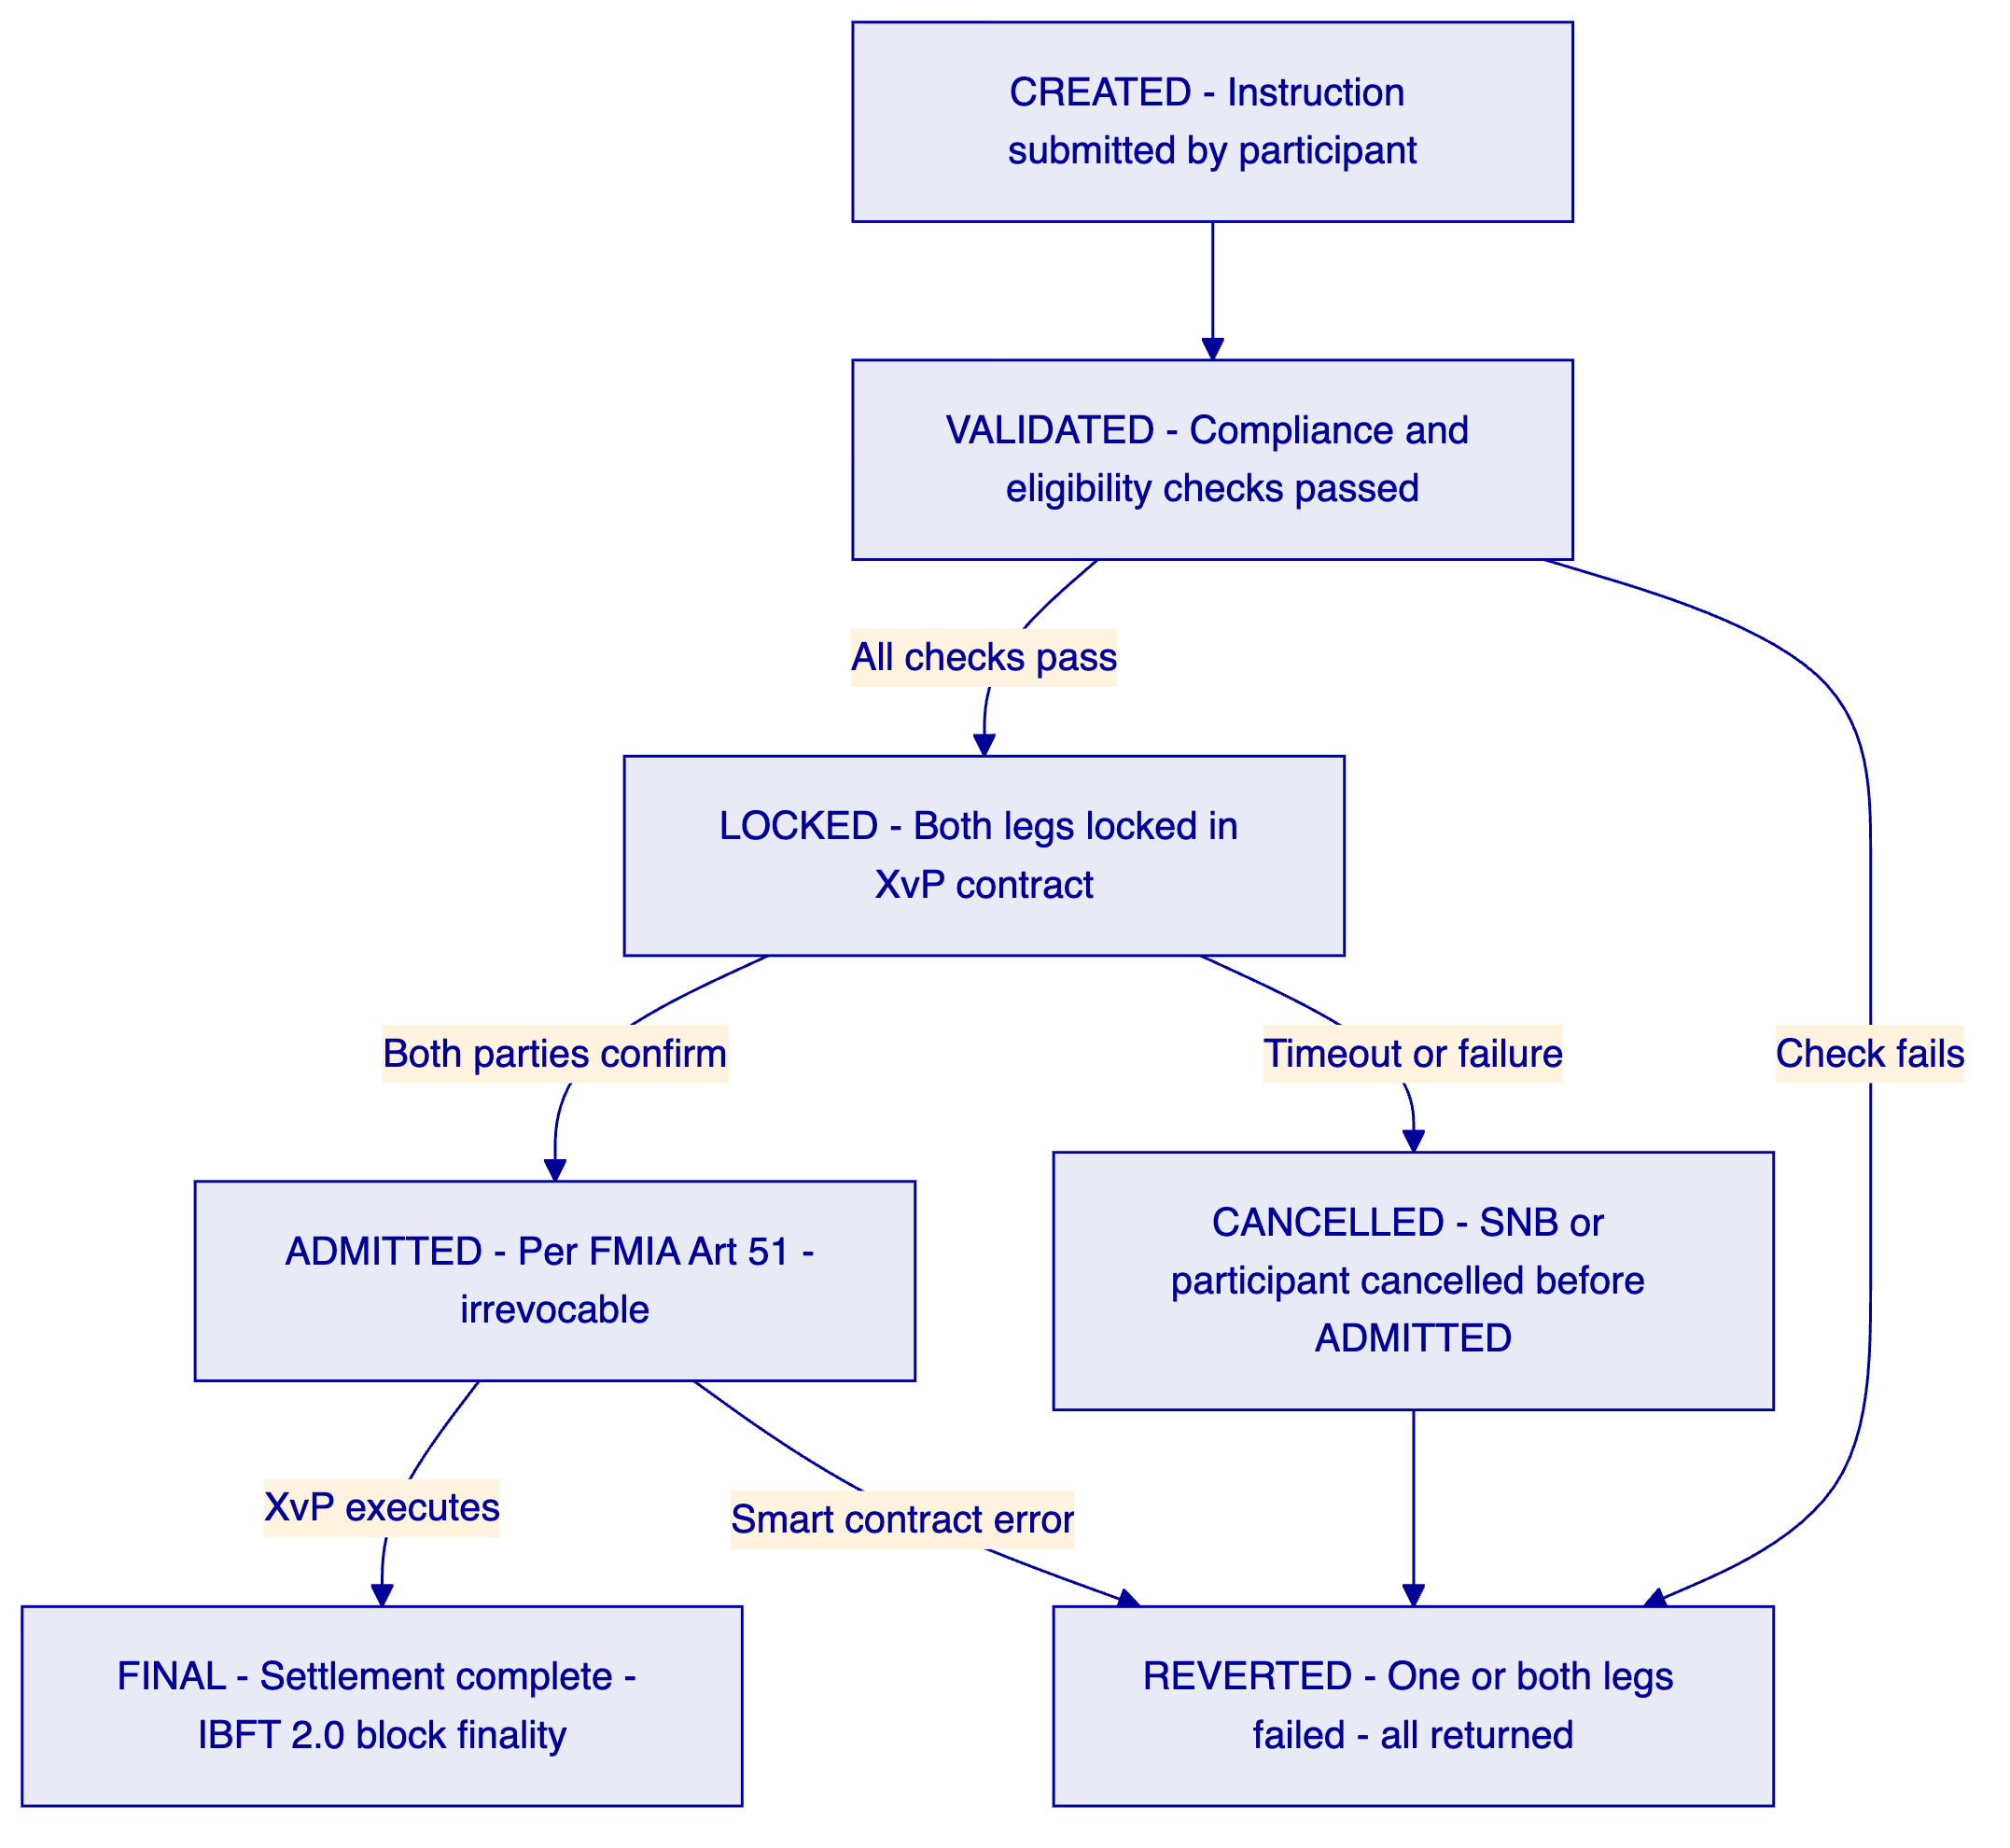 CREATED - Instruction
submitted by participant
VALIDATED - Compliance and
eligibility checks passed
All checks pass
LOCKED - Both legs locked in
XvP contract
Both parties confirm
Timeout or failure
Check fails
ADMITTED - Per FMIA Art 51 -
irrevocable
CANCELLED - SNB or
participant cancelled before
ADMITTED
XvP executes
Smart contract error
FINAL - Settlement complete -
IBFT 2.0 block finality
REVERTED - One or both legs
failed - all returned